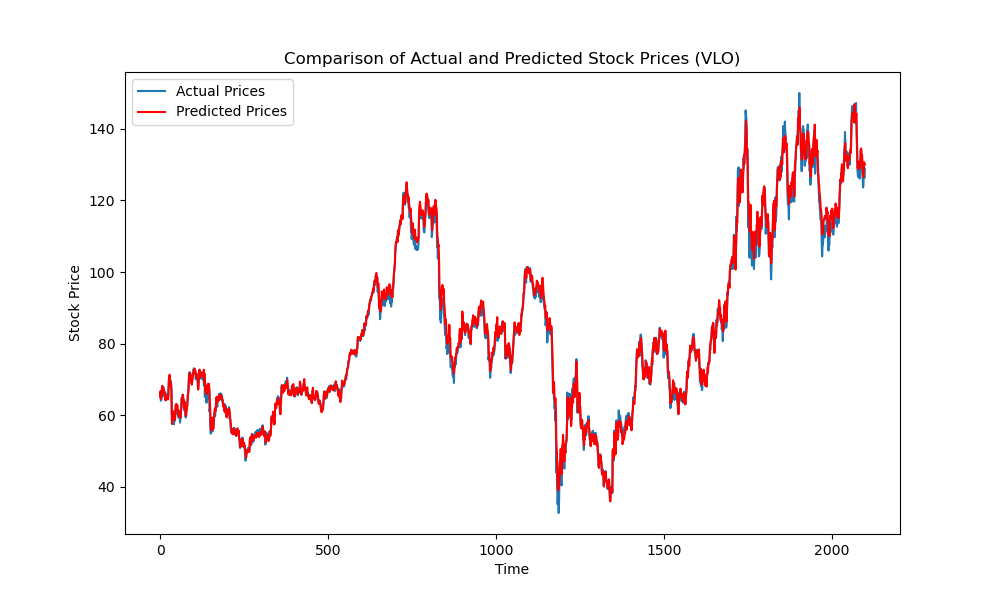 Comparison of Actual and Predicted Stock Prices (VLO)
Actual Prices
Predicted Prices
Stock Price
140
120
100
80
60
40
0
500
1000
1500
2000
Time